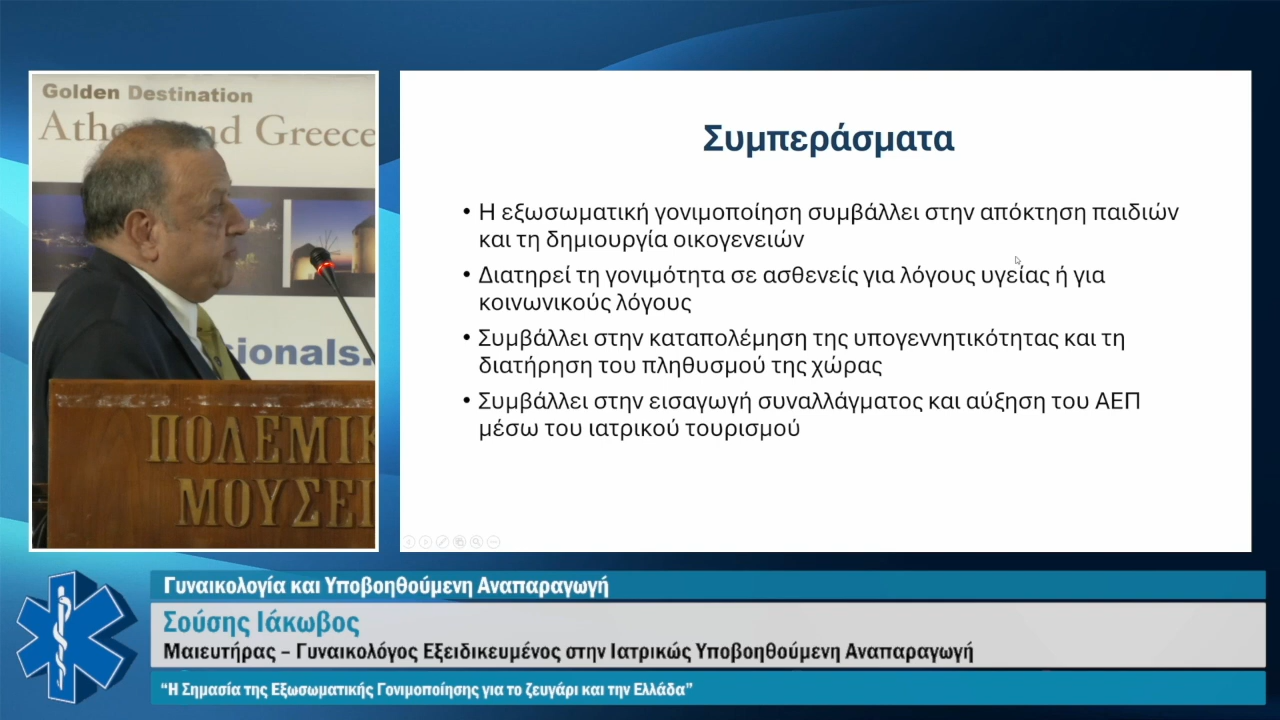 Golden Destination
Athe nd Greece
sionals.
ΠΟΛΕΜΙΚ
ΜΟΥΣΕΙ
Συμπεράσματα
• Η εξωσωματική γονιμοποίηση συμβάλλει στην απόκτηση παιδιών
και τη δημιουργία οικογενειών
• Διατηρεί τη γονιμότητα σε ασθενείς για λόγους υγείας ή για
κοινωνικούς λόγους
• Συμβάλλει στην καταπολέμηση της υπογεννητικότητας και τη
διατήρηση του πληθυσμού της χώρας
• Συμβάλλει στην εισαγωγή συναλλάγματος και αύξηση του ΑΕΠ
μέσω του ιατρικού τουρισμού
Γυναικολογία και Υποβοηθούμενη Αναπαραγωγή
Σούσης Ιάκωβος
Μαιευτήρας – Γυναικολόγος Εξειδικευμένος στην Ιατρικώς Υποβοηθούμενη Αναπαραγωγή
“Η Σημασία της Εξωσωματικής Γονιμοποίησης για το ζευγάρι και την Ελλάδα”